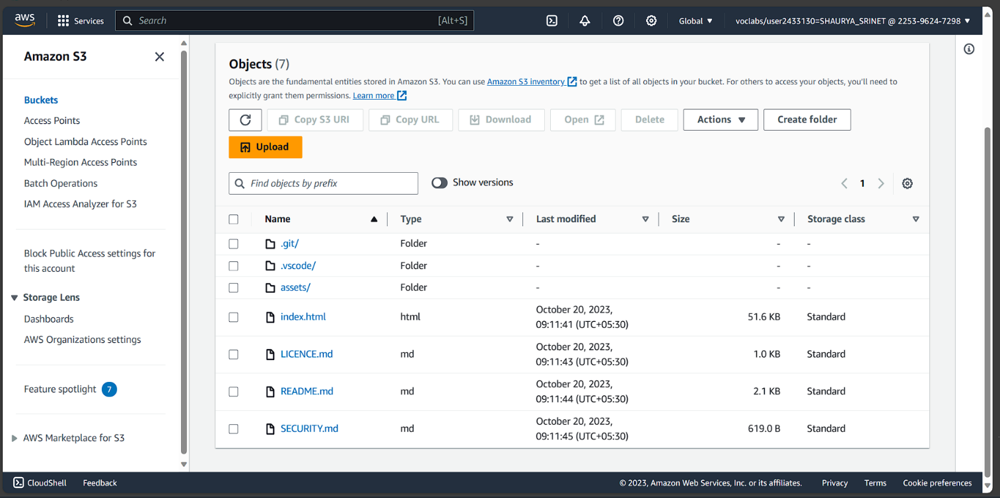 aws
Services
Search [Alt+S]
Global
voclabs/user2433130=SHAURYA_SRINET @ 2253-9624-7298
Amazon S3
Buckets
Access Points
Object Lambda Access Points
Multi-Region Access Points
Batch Operations
IAM Access Analyzer for S3
Block Public Access settings for
this account
Storage Lens
Dashboards
AWS Organizations settings
Feature spotlight 7
AWS Marketplace for S3
Objects (7)
Objects are the fundamental entities stored in Amazon S3. You can use Amazon S3 inventory to get a list of all objects in your bucket. For others to access your objects, you'll need to
explicitly grant them permissions. Learn more
Copy S3 URI Copy URL Download Open Delete Actions Create folder
Upload
Find objects by prefix Show versions 1
Name Type Last modified Size Storage class
.git/ Folder - - -
.vscode/ Folder - - -
assets/ Folder - - -
index.html html October 20, 2023, 51.6 KB Standard
09:11:41 (UTC+05:30)
LICENCE.md md October 20, 2023, 1.0 KB Standard
09:11:43 (UTC+05:30)
README.md md October 20, 2023, 2.1 KB Standard
09:11:44 (UTC+05:30)
SECURITY.md md October 20, 2023, 619.0 B Standard
09:11:45 (UTC+05:30)
CloudShell Feedback © 2023, Amazon Web Services, Inc. or its affiliates. Privacy Terms Cookie preferences